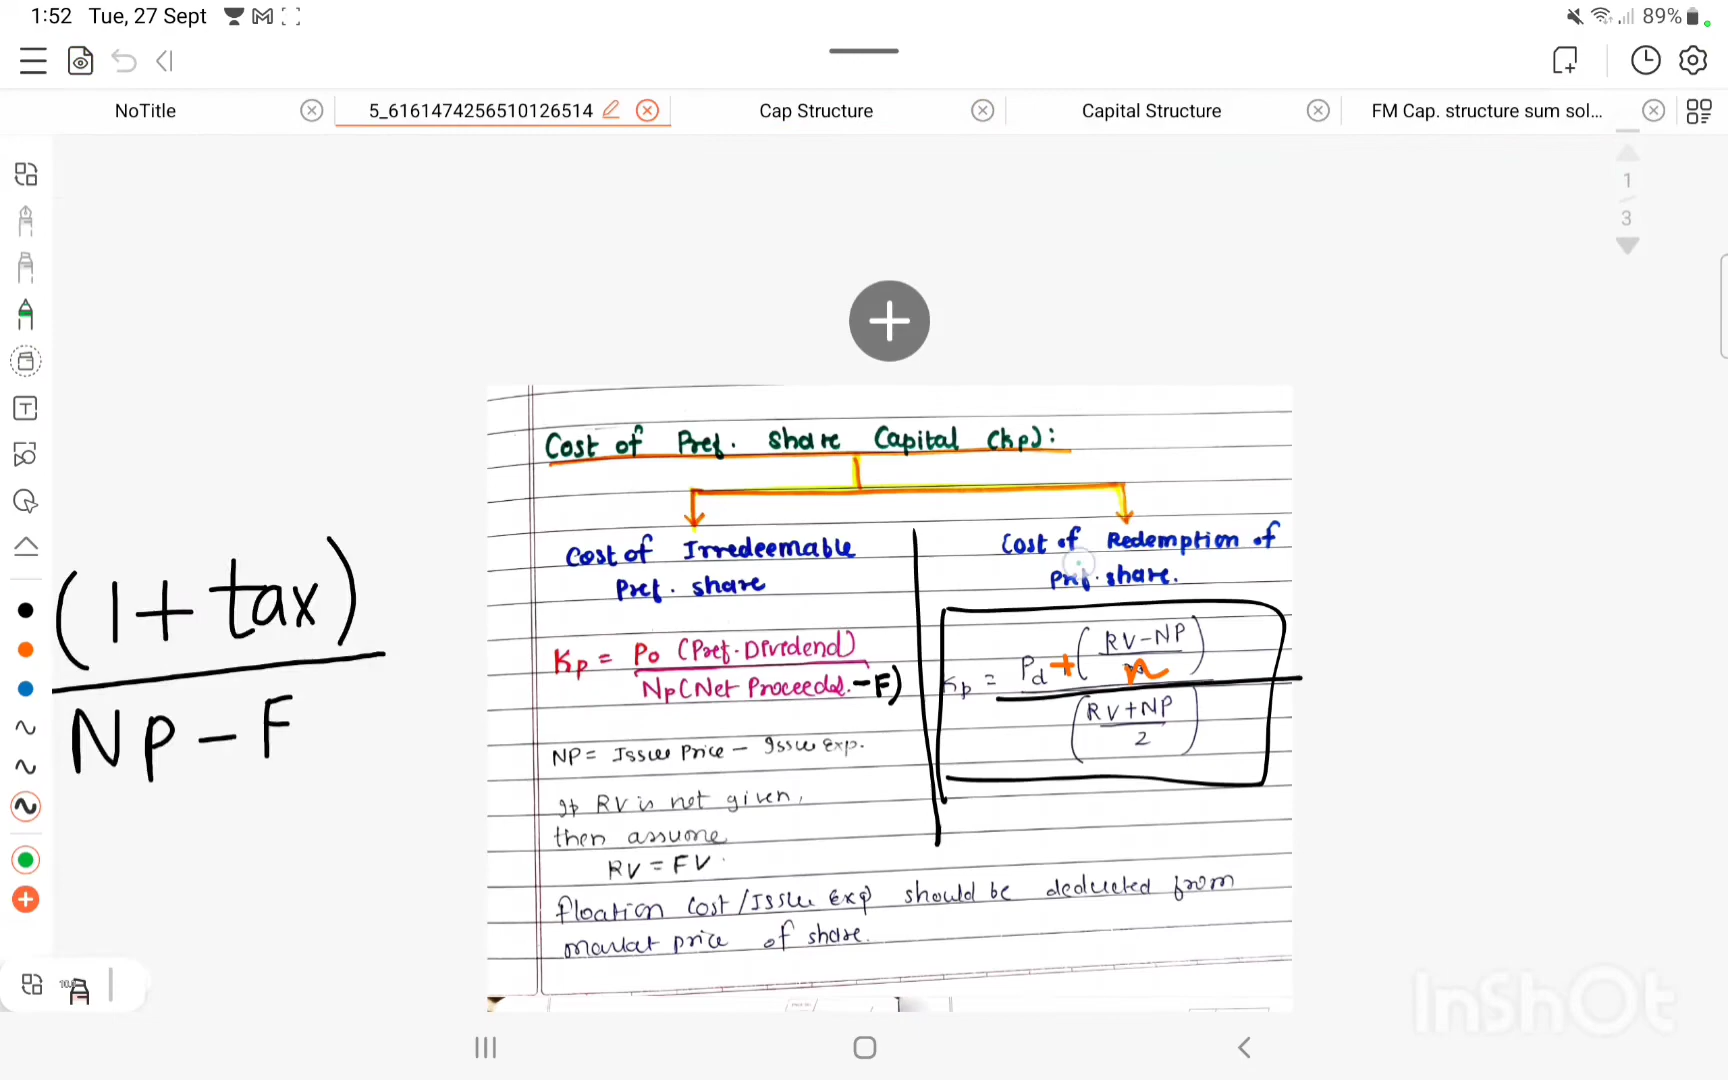 1:52 Tue, 27 Sept 89%
NoTitle 5_6161474256510126514 Cap Structure Capital Structure FM Cap. structure sum sol...
1
3
Cost of Pref. Share Capital (kp):
Cost of Irredeemable
Pref. share
Cost of Redemption of
Pref. share.
(1 + tax)
Np - F
Kp = PD (Pref. Dividend)
Np (Net Proceeds. - F)
Kp = Pd + (RV-NP
n)
(RV+NP
2)
NP = Issue Price - Issue Exp.
If RV is not given,
then assume
RV = FV.
floation cost / Issue Exp should be deducted from
market price of share.
InShOt